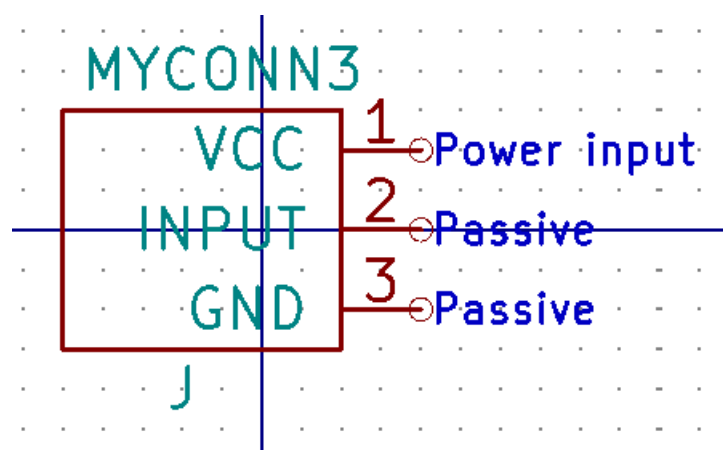 MYCONN3
VCC 1 Power input
INPUT 2 Passive
GND 3 Passive
J